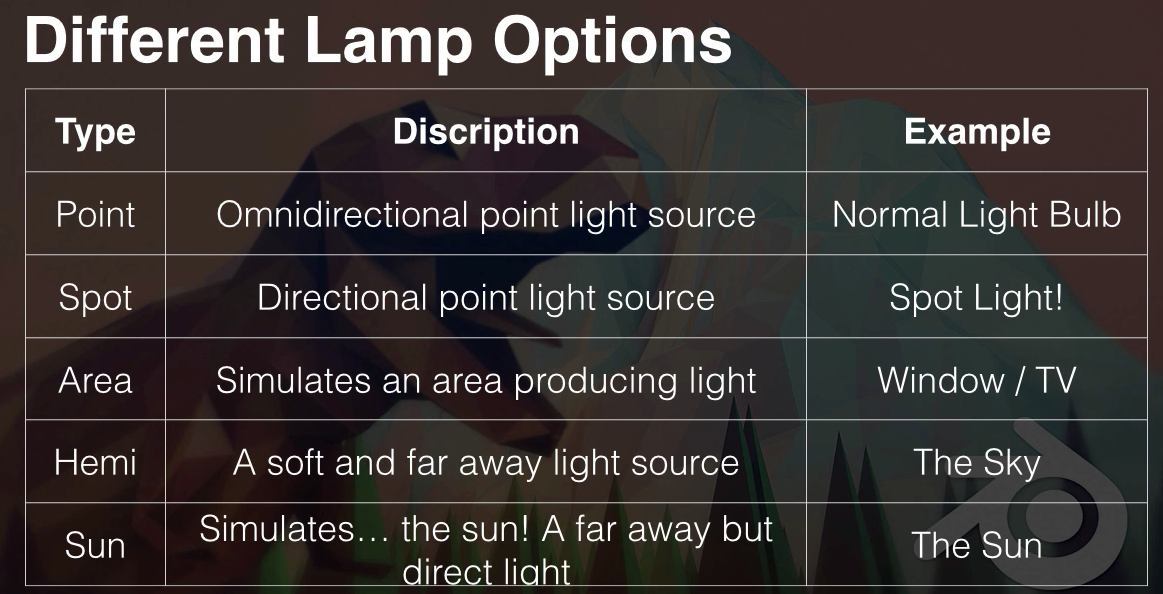 Different Lamp Options
Type Discription Example
Point Omnidirectional point light source Normal Light Bulb
Spot Directional point light source Spot Light!
Area Simulates an area producing light Window / TV
Hemi A soft and far away light source The Sky
Sun Simulates… the sun! A far away but The Sun
direct light